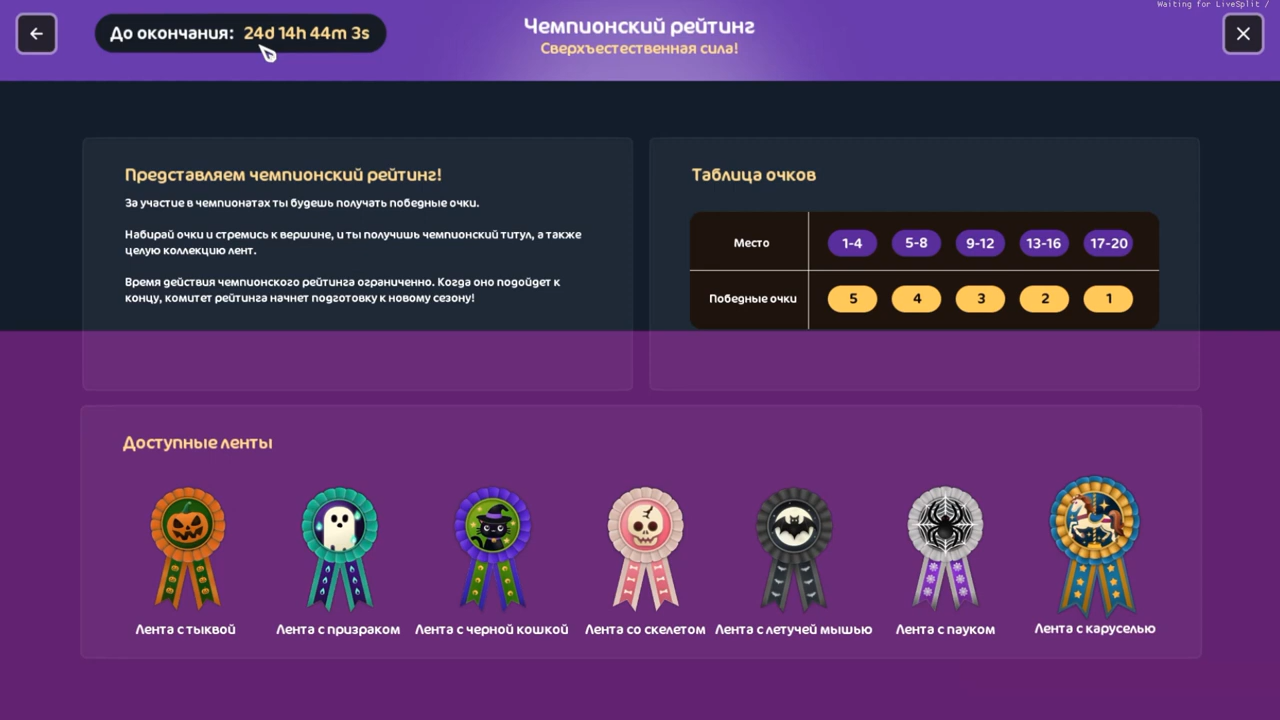 Waiting for LiveSplit /
До окончания: 24d 14h 44m 3s
Чемпионский рейтинг
Сверхъестественная сила!
Представляем чемпионский рейтинг!
За участие в чемпионатах ты будешь получать победные очки.
Набирай очки и стремись к вершине, и ты получишь чемпионский титул, а также
целую коллекцию лент.
Время действия чемпионского рейтинга ограниченно. Когда оно подойдет к
концу, комитет рейтинга начнет подготовку к новому сезону!
Таблица очков
Место 1-4 5-8 9-12 13-16 17-20
Победные очки 5 4 3 2 1
Доступные ленты
Лента с тыквой Лента с призраком Лента с черной кошкой Лента со скелетом Лента с летучей мышью Лента с пауком Лента с каруселью